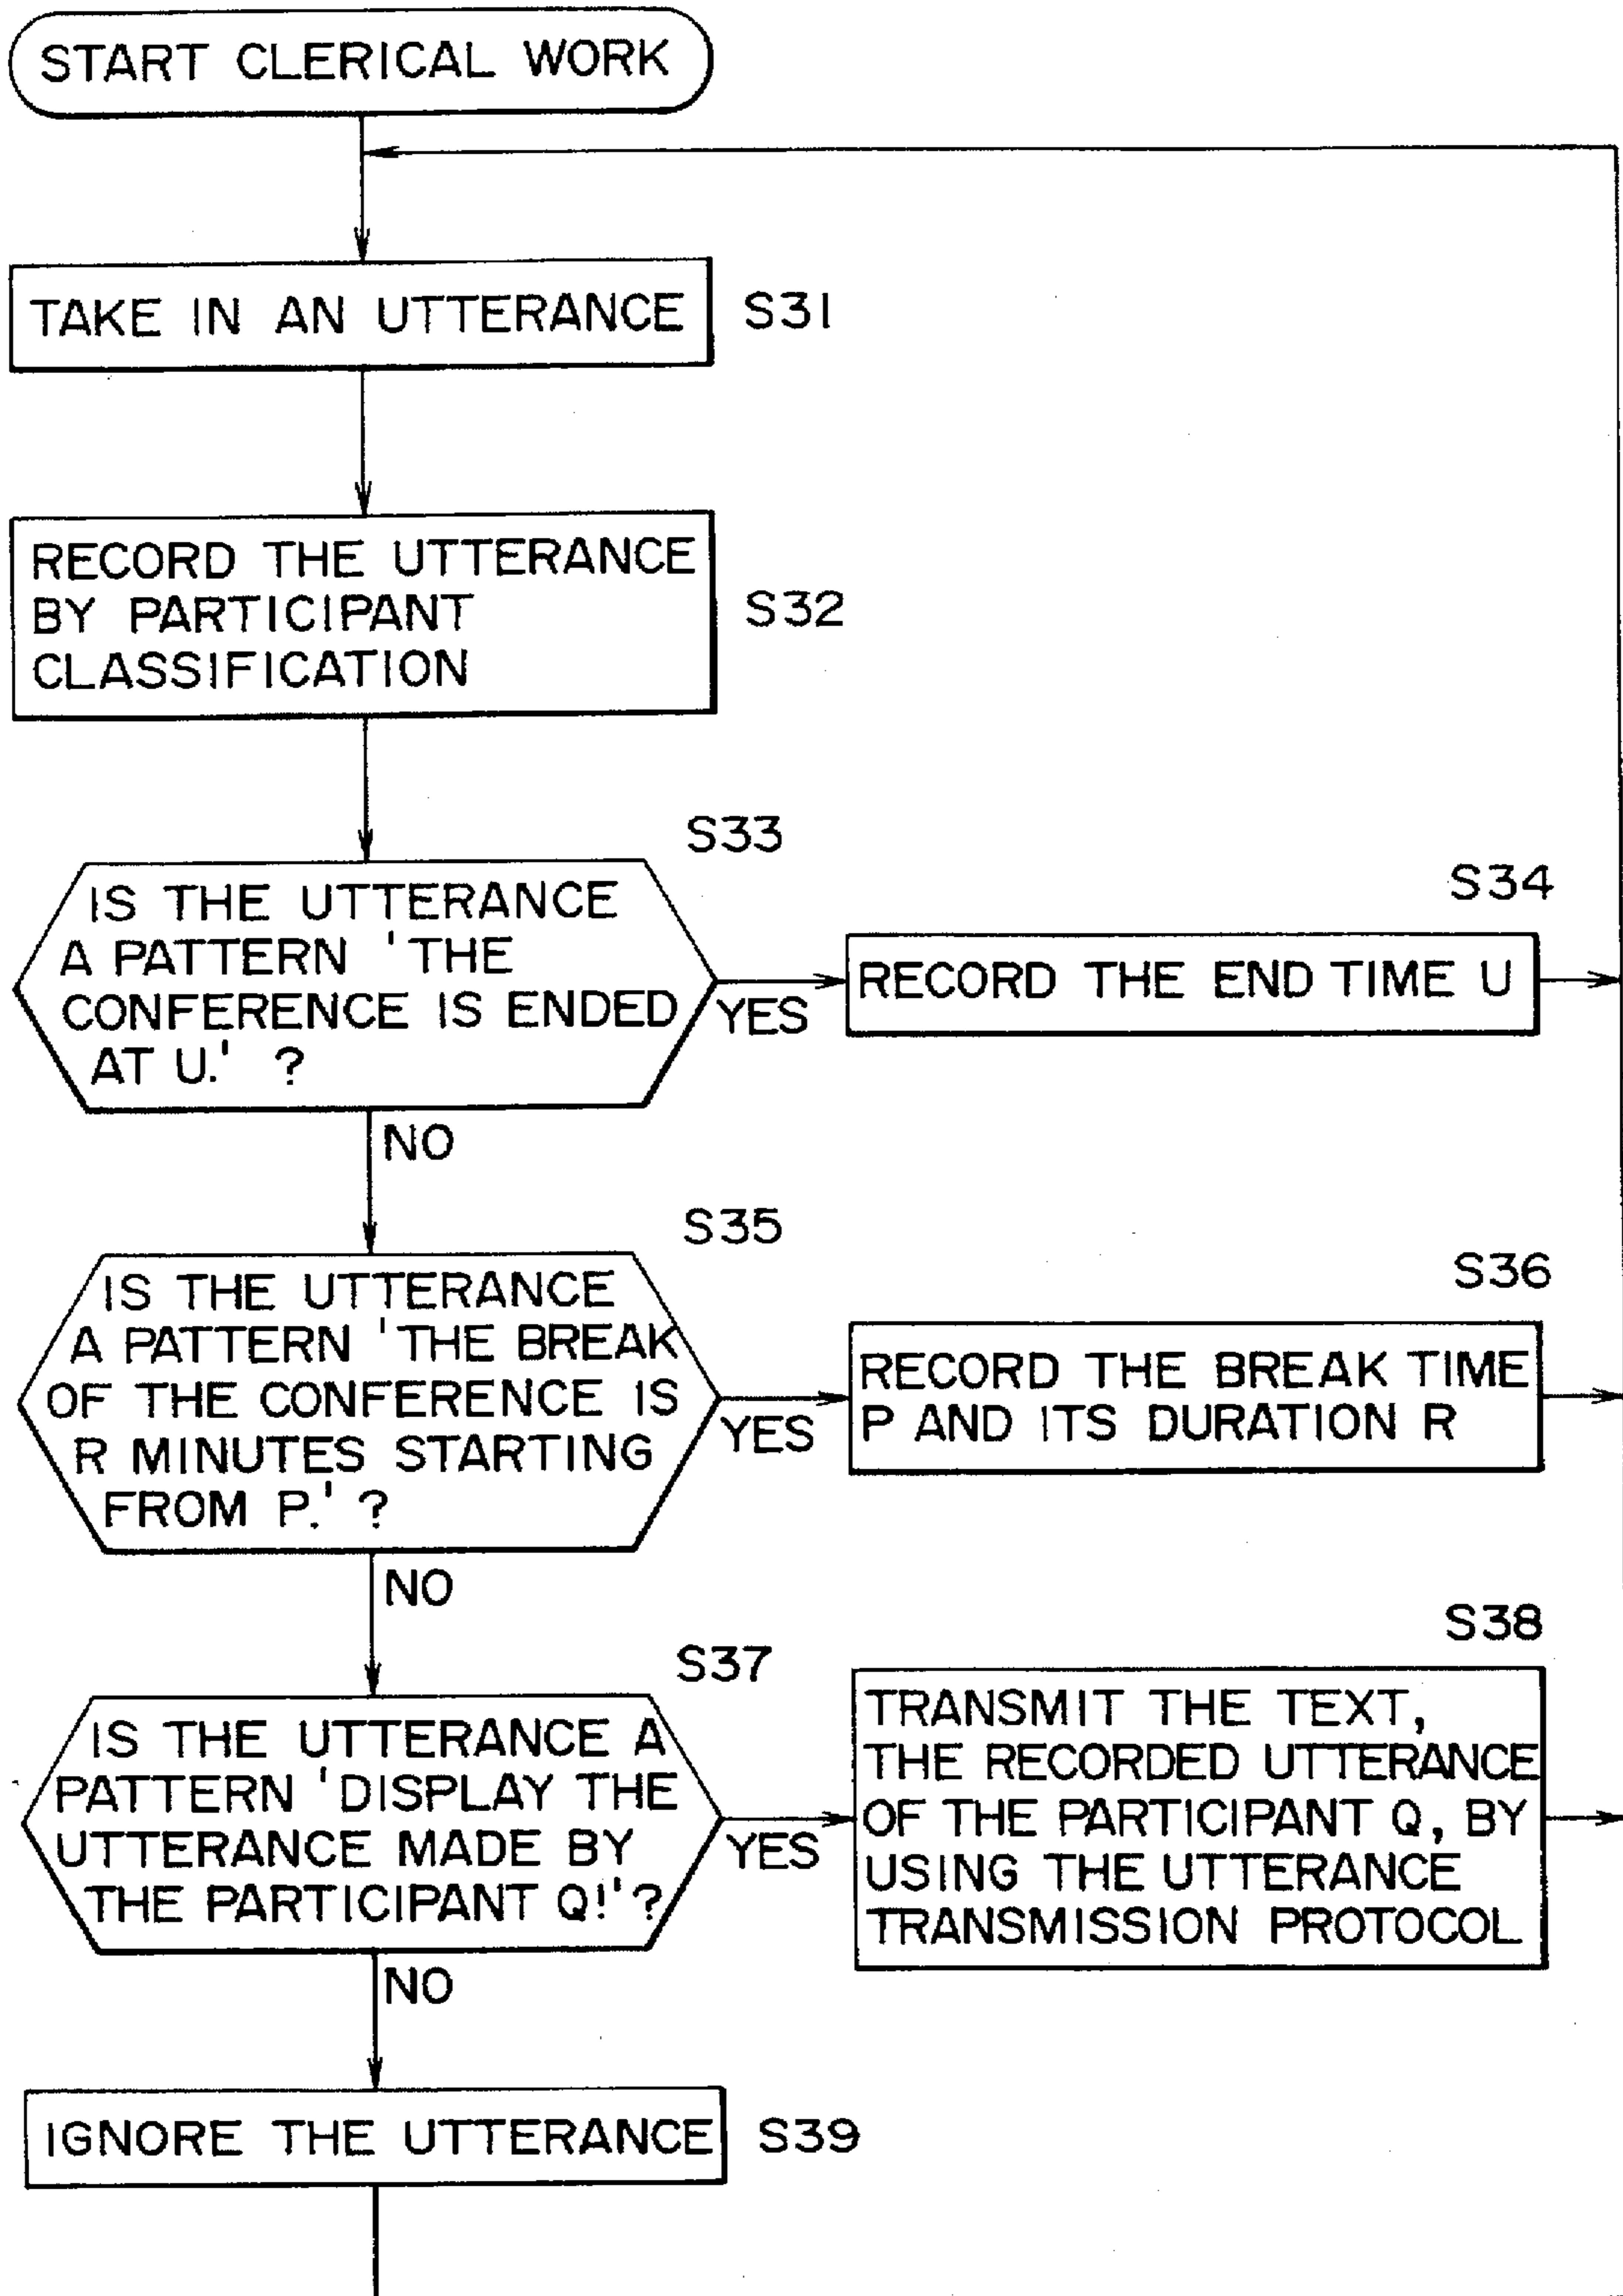 START CLERICAL WORK
TAKE IN AN UTTERANCE
S31
RECORD THE UTTERANCE
BY PARTICIPANT
CLASSIFICATION
S32
S33
IS THE UTTERANCE
A PATTERN 'THE
CONFERENCE IS ENDED
AT U.' ?
YES
S34
RECORD THE END TIME U
NO
S35
IS THE UTTERANCE
A PATTERN 'THE BREAK
OF THE CONFERENCE IS
R MINUTES STARTING
FROM P.' ?
YES
S36
RECORD THE BREAK TIME
P AND ITS DURATION R
NO
S37
IS THE UTTERANCE A
PATTERN 'DISPLAY THE
UTTERANCE MADE BY
THE PARTICIPANT Q!'?
YES
S38
TRANSMIT THE TEXT,
THE RECORDED UTTERANCE
OF THE PARTICIPANT Q, BY
USING THE UTTERANCE
TRANSMISSION PROTOCOL
NO
IGNORE THE UTTERANCE
S39